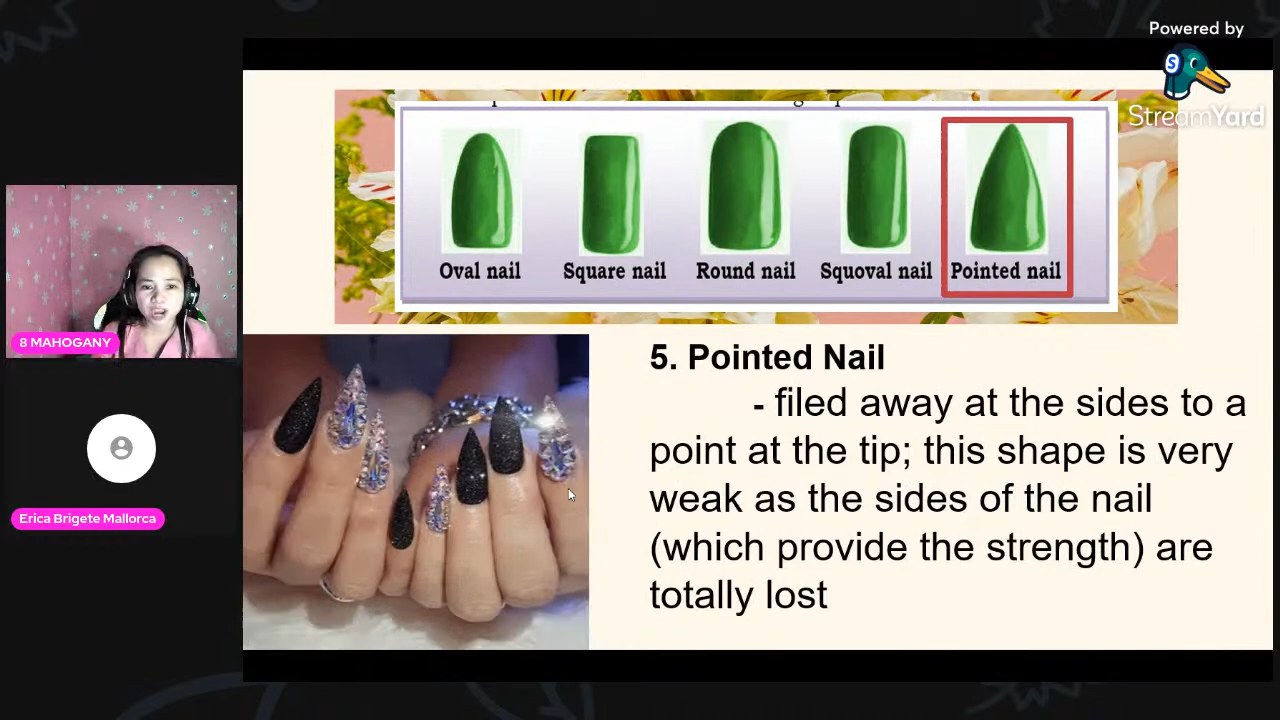 Powered by
StreamYard
Oval nail
Square nail
Round nail
Squoval nail
Pointed nail
8 MAHOGANY
Erica Brigete Mallorca
5. Pointed Nail
- filed away at the sides to a
point at the tip; this shape is very
weak as the sides of the nail
(which provide the strength) are
totally lost